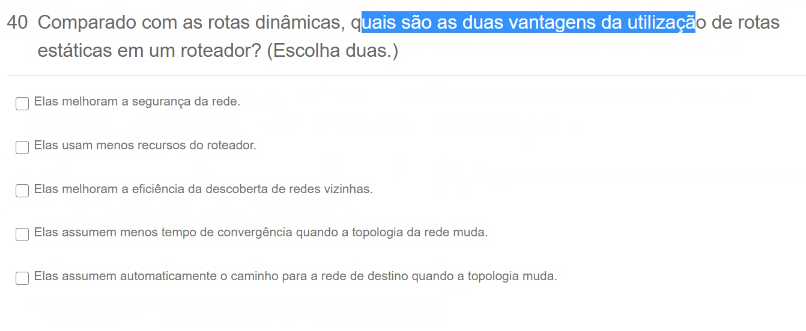 40 Comparado com as rotas dinâmicas, quais são as duas vantagens da utilização de rotas
estáticas em um roteador? (Escolha duas.)
Elas melhoram a segurança da rede.
Elas usam menos recursos do roteador.
Elas melhoram a eficiência da descoberta de redes vizinhas.
Elas assumem menos tempo de convergência quando a topologia da rede muda.
Elas assumem automaticamente o caminho para a rede de destino quando a topologia muda.